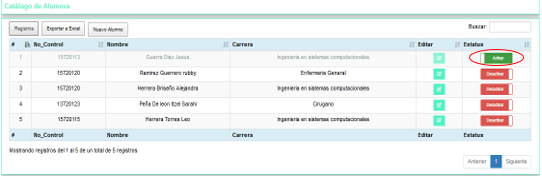 Catálogo de Alumnos
Registros Exportar a Excel Nuevo Alumno Buscar:
# No_Control Nombre Carrera Editar Estatus
1 15720113 Guerra Diaz Jesus Ingenieria en sistemas computacionales Activar
2 15720120 Ramirez Guerrero rubby Enfermeria General Desactivar
3 15720120 Herrera Briseño Alejandra Ingenieria en sistemas computacionales Desactivar
4 15720123 Peña De leon Itzel Sarahi Cirugano Desactivar
5 15720115 Herrera Torres Leo Ingenieria en sistemas computacionales Desactivar
# No_Control Nombre Carrera Editar Estatus
Mostrando registros del 1 al 5 de un total de 5 registros
Anterior 1 Siguiente